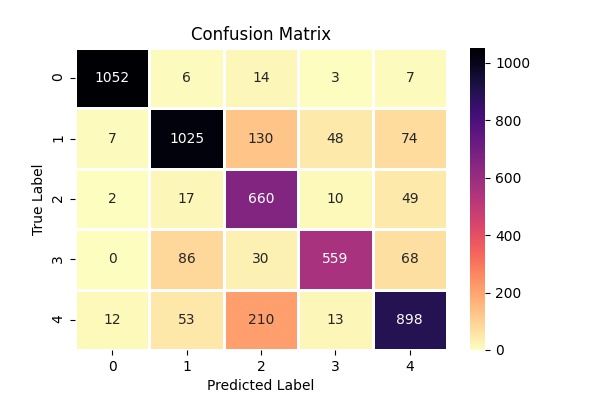 Confusion Matrix
True Label
0 1052 6 14 3 7
1 7 1025 130 48 74
2 2 17 660 10 49
3 0 86 30 559 68
4 12 53 210 13 898
0 1 2 3 4
Predicted Label
1000
800
600
400
200
0